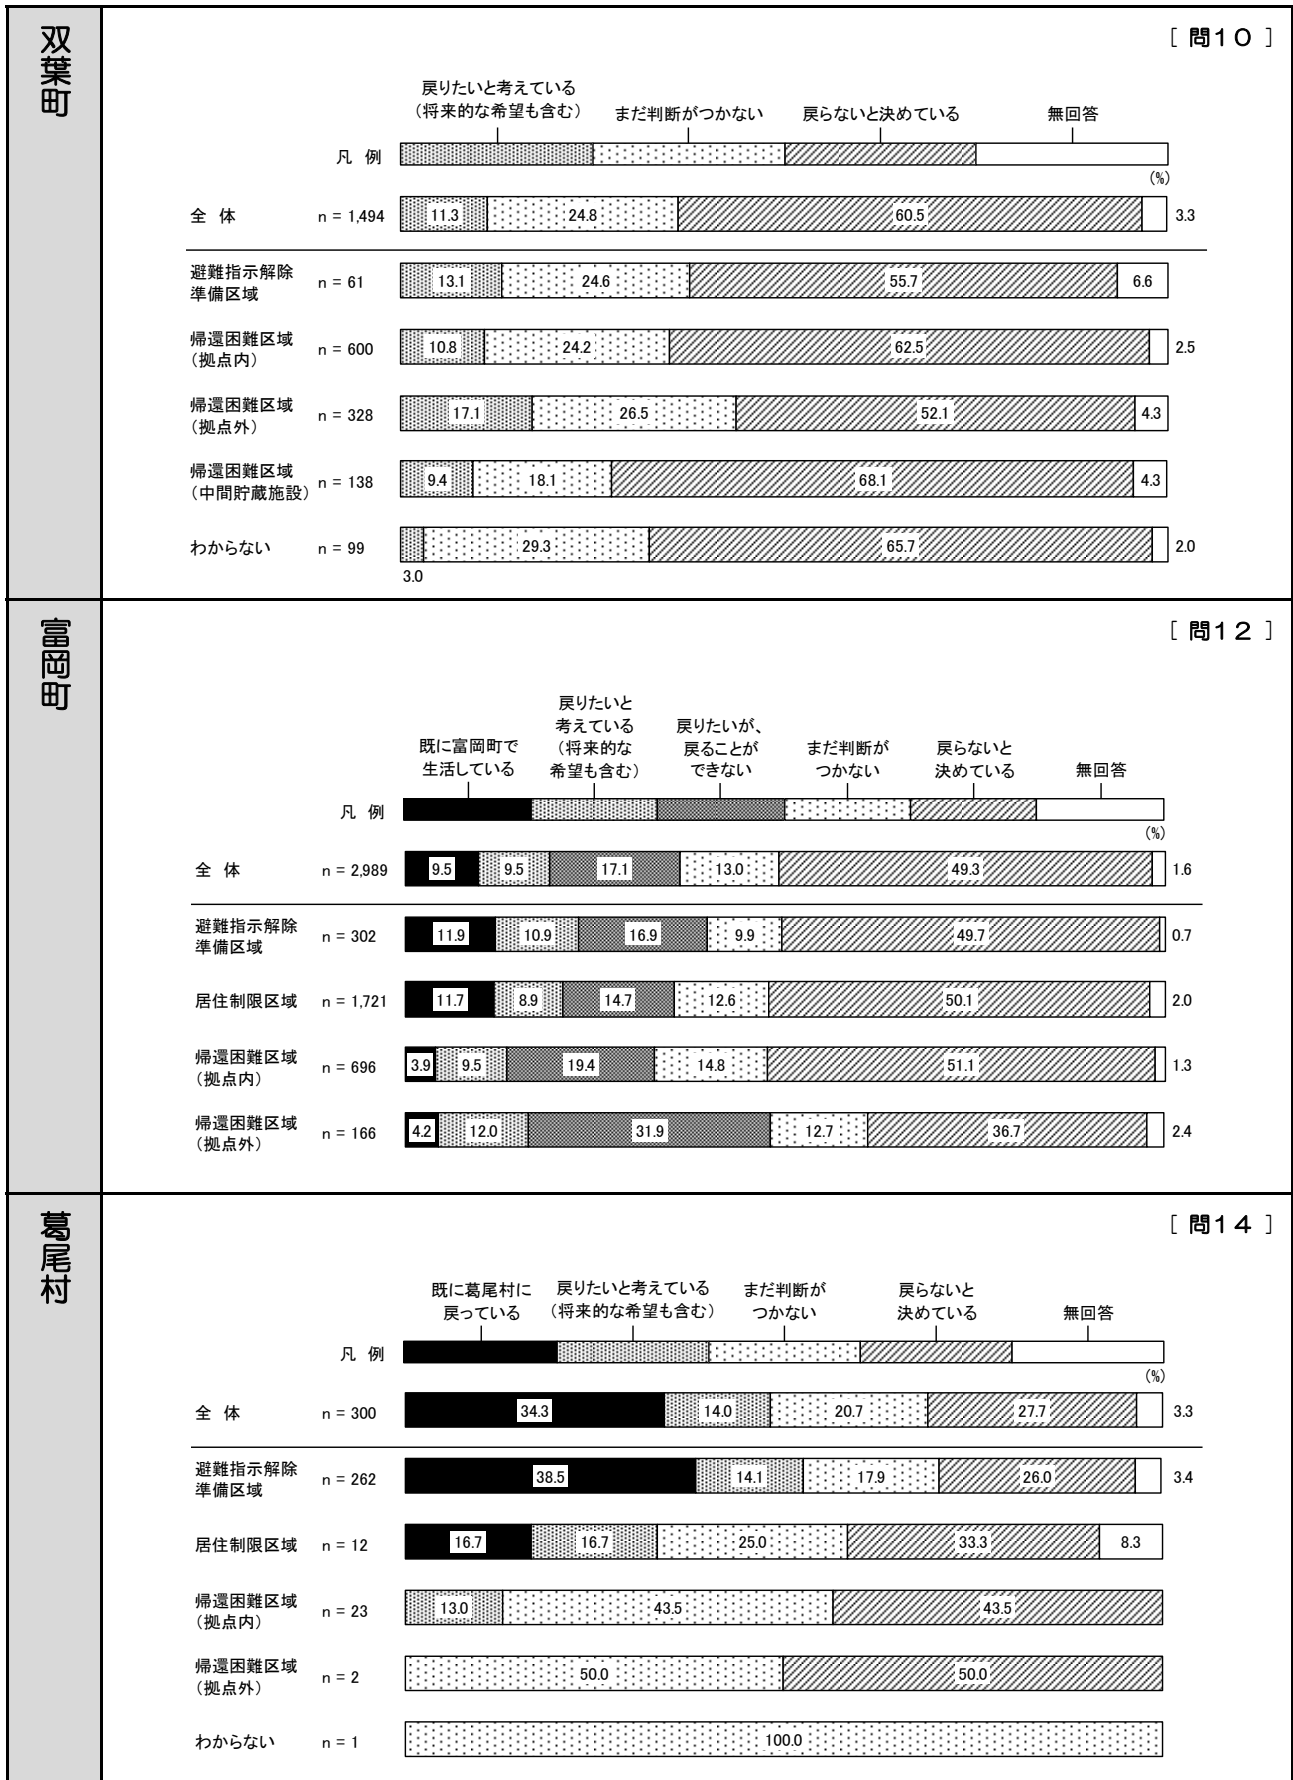 双葉町
[ 問10 ]
戻りたいと考えている
（将来的な希望も含む）
まだ判断がつかない
戻らないと決めている
無回答
凡 例
(%)
全 体 n = 1,494 11.3 24.8 60.5 3.3
避難指示解除
準備区域
n = 61 13.1 24.6 55.7 6.6
帰還困難区域
（拠点内）
n = 600 10.8 24.2 62.5 2.5
帰還困難区域
（拠点外）
n = 328 17.1 26.5 52.1 4.3
帰還困難区域
（中間貯蔵施設）
n = 138 9.4 18.1 68.1 4.3
わからない n = 99 29.3 65.7 2.0
3.0
富岡町
[ 問12 ]
既に富岡町で
生活している
戻りたいと
考えている
（将来的な
希望も含む）
戻りたいが、
戻ることが
できない
まだ判断が
つかない
戻らないと
決めている
無回答
凡 例
(%)
全 体 n = 2,989 9.5 9.5 17.1 13.0 49.3 1.6
避難指示解除
準備区域
n = 302 11.9 10.9 16.9 9.9 49.7 0.7
居住制限区域 n = 1,721 11.7 8.9 14.7 12.6 50.1 2.0
帰還困難区域
（拠点内）
n = 696 3.9 9.5 19.4 14.8 51.1 1.3
帰還困難区域
（拠点外）
n = 166 4.2 12.0 31.9 12.7 36.7 2.4
葛尾村
[ 問14 ]
既に葛尾村に
戻っている
戻りたいと考えている
（将来的な希望も含む）
まだ判断が
つかない
戻らないと
決めている
無回答
凡 例
(%)
全 体 n = 300 34.3 14.0 20.7 27.7 3.3
避難指示解除
準備区域
n = 262 38.5 14.1 17.9 26.0 3.4
居住制限区域 n = 12 16.7 16.7 25.0 33.3 8.3
帰還困難区域
（拠点内）
n = 23 13.0 43.5 43.5
帰還困難区域
（拠点外）
n = 2 50.0 50.0
わからない n = 1 100.0